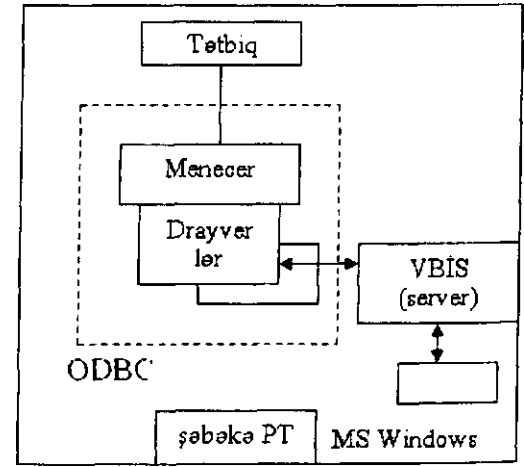 Tətbiq
Menecer
Drayver
lər
VBİS
(server)
ODBC
şəbəkə PT
MS Windows